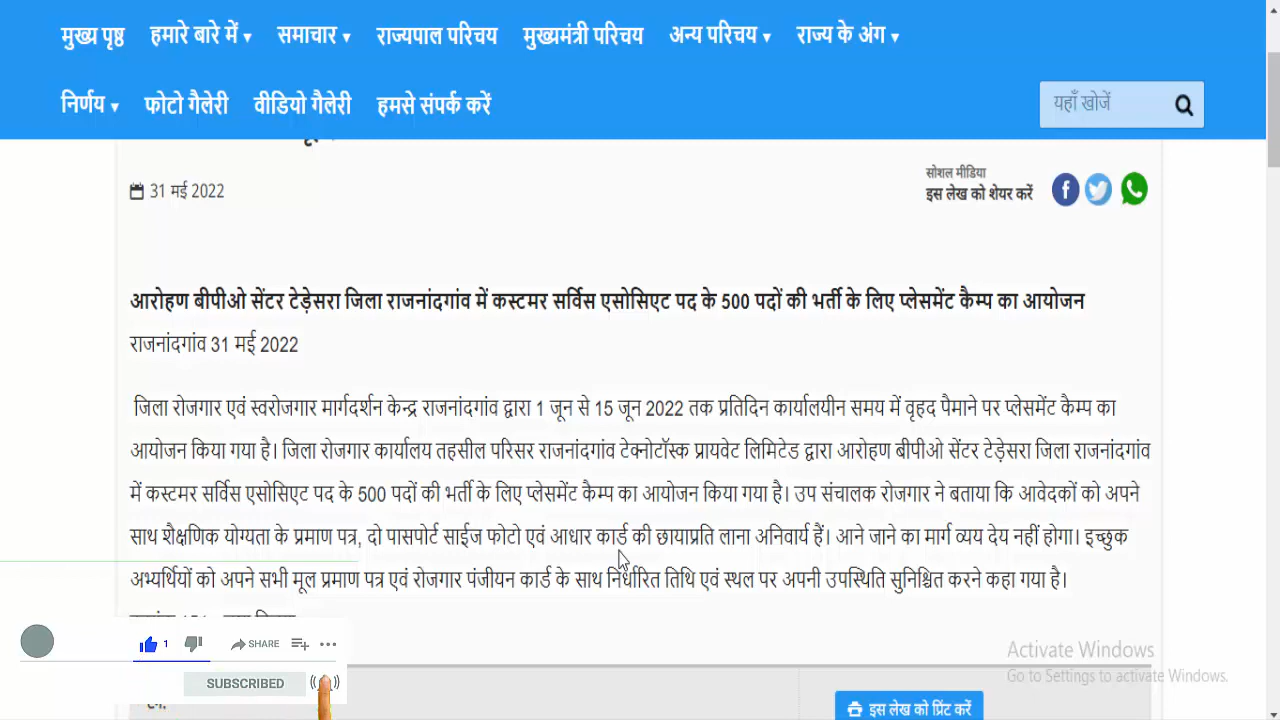 मुख्य पृष्ठ हमारे बारे में ▾ समाचार ▾ राज्यपाल परिचय मुख्यमंत्री परिचय अन्य परिचय ▾ राज्य के अंग ▾
निर्णय ▾ फोटो गैलेरी वीडियो गैलेरी हमसे संपर्क करें
यहाँ खोजें
31 मई 2022
सोशल मीडिया
इस लेख को शेयर करें
आरोहण बीपीओ सेंटर टेड़ेसरा जिला राजनांदगांव में कस्टमर सर्विस एसोसिएट पद के 500 पदों की भर्ती के लिए प्लेसमेंट कैम्प का आयोजन
राजनांदगांव 31 मई 2022
जिला रोजगार एवं स्वरोजगार मार्गदर्शन केन्द्र राजनांदगांव द्वारा 1 जून से 15 जून 2022 तक प्रतिदिन कार्यालयीन समय में वृहद पैमाने पर प्लेसमेंट कैम्प का
आयोजन किया गया है। जिला रोजगार कार्यालय तहसील परिसर राजनांदगांव टेक्नोटॉस्क प्रायवेट लिमिटेड द्वारा आरोहण बीपीओ सेंटर टेड़ेसरा जिला राजनांदगांव
में कस्टमर सर्विस एसोसिएट पद के 500 पदों की भर्ती के लिए प्लेसमेंट कैम्प का आयोजन किया गया है। उप संचालक रोजगार ने बताया कि आवेदकों को अपने
साथ शैक्षणिक योग्यता के प्रमाण पत्र, दो पासपोर्ट साईज फोटो एवं आधार कार्ड की छायाप्रति लाना अनिवार्य हैं। आने जाने का मार्ग व्यय देय नहीं होगा। इच्छुक
अभ्यर्थियों को अपने सभी मूल प्रमाण पत्र एवं रोजगार पंजीयन कार्ड के साथ निर्धारित तिथि एवं स्थल पर अपनी उपस्थिति सुनिश्चित करने कहा गया है।
1 SHARE
SUBSCRIBED
Activate Windows
Go to Settings to activate Windows.
इस लेख को प्रिंट करें